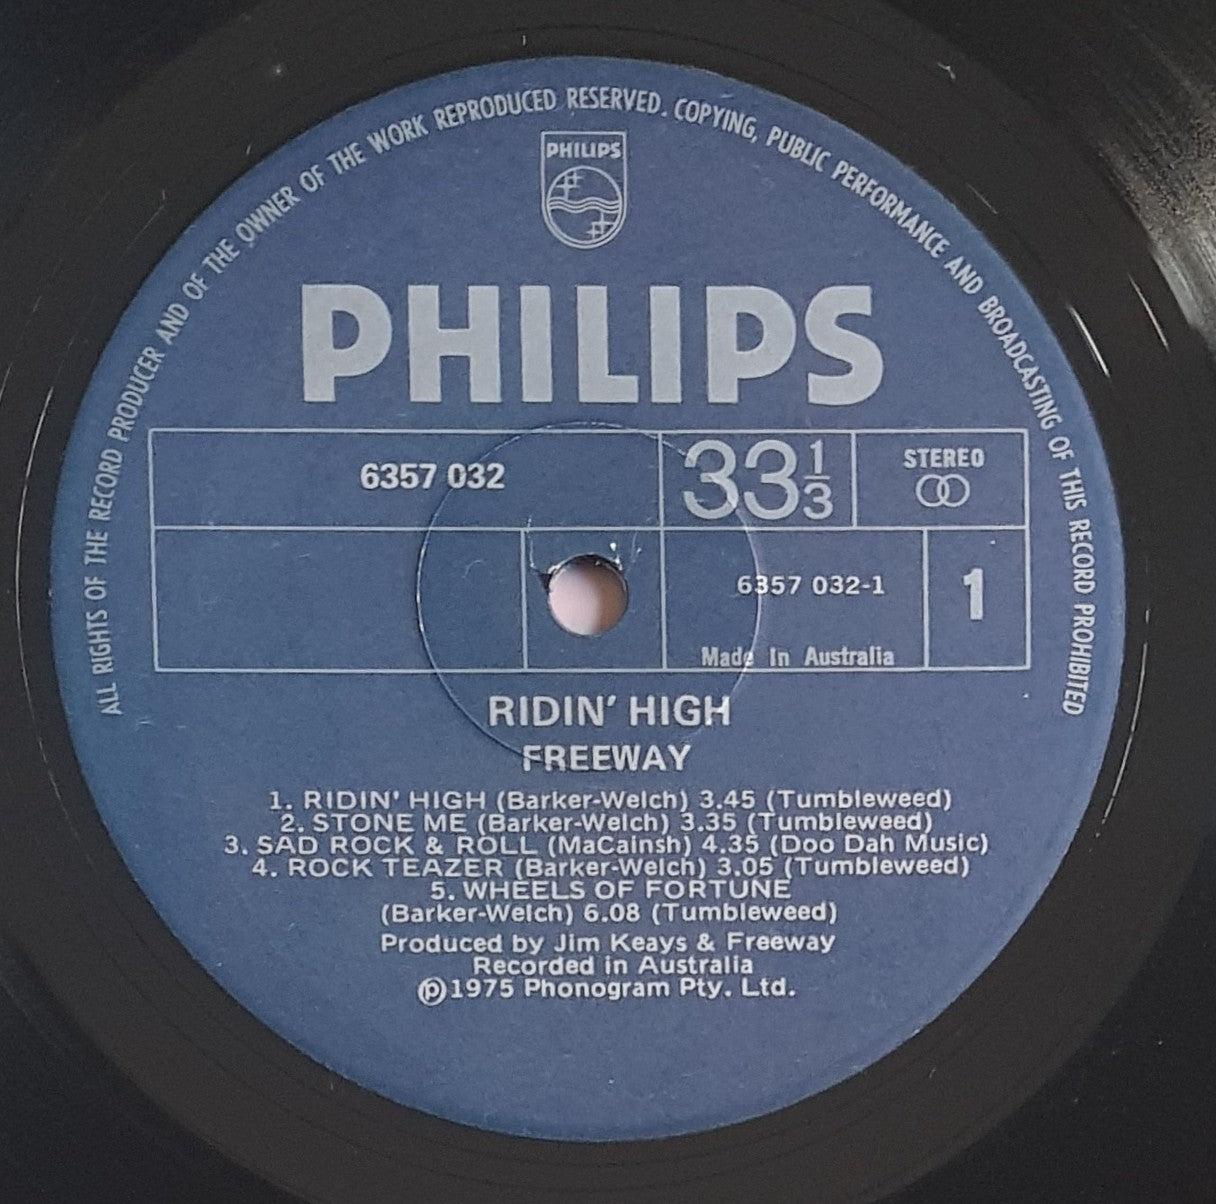 ALL RIGHTS OF THE RECORD PRODUCER AND OF THE OWNER OF THE WORK REPRODUCED RESERVED. COPYING, PUBLIC PERFORMANCE AND BROADCASTING OF THIS RECORD PROHIBITED
PHILIPS
PHILIPS
6357 032
33 1/3
STEREO
6357 032-1
1
Made In Australia
RIDIN' HIGH
FREEWAY
1. RIDIN' HIGH (Barker-Welch) 3.45 (Tumbleweed)
2. STONE ME (Barker-Welch) 3.35 (Tumbleweed)
3. SAD ROCK & ROLL (MaCainsh) 4.35 (Doo Dah Music)
4. ROCK TEAZER (Barker-Welch) 3.05 (Tumbleweed)
5. WHEELS OF FORTUNE
(Barker-Welch) 6.08 (Tumbleweed)
Produced by Jim Keays & Freeway
Recorded in Australia
℗1975 Phonogram Pty. Ltd.